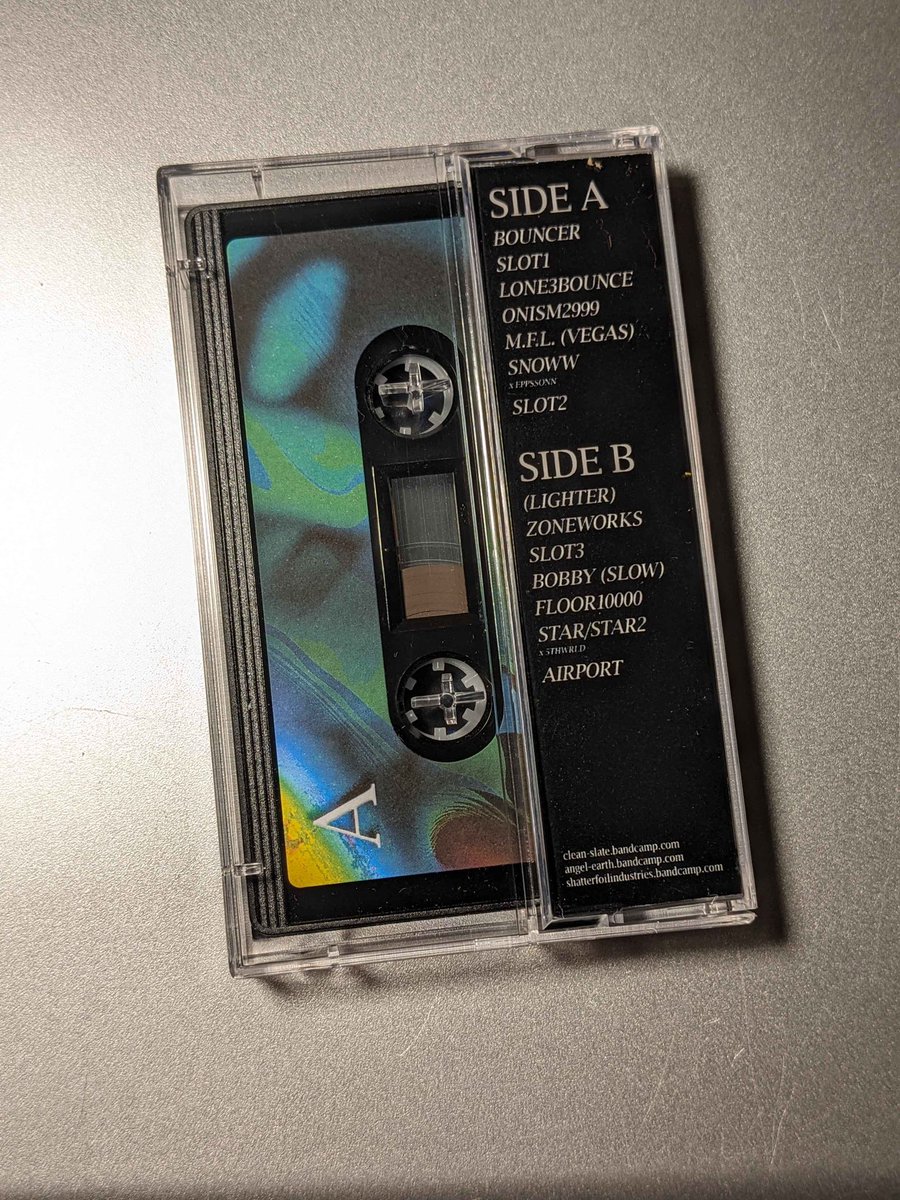 A
SIDE A
BOUNCER
SLOT1
LONE3BOUNCE
ONISM2999
M.F.L. (VEGAS)
SNOWW
x EPPSSONN
SLOT2
SIDE B
(LIGHTER)
ZONEWORKS
SLOT3
BOBBY (SLOW)
FLOOR10000
STAR/STAR2
x 5THWRLD
AIRPORT
clean-slate.bandcamp.com
angel-earth.bandcamp.com
shatterfoilindustries.bandcamp.com